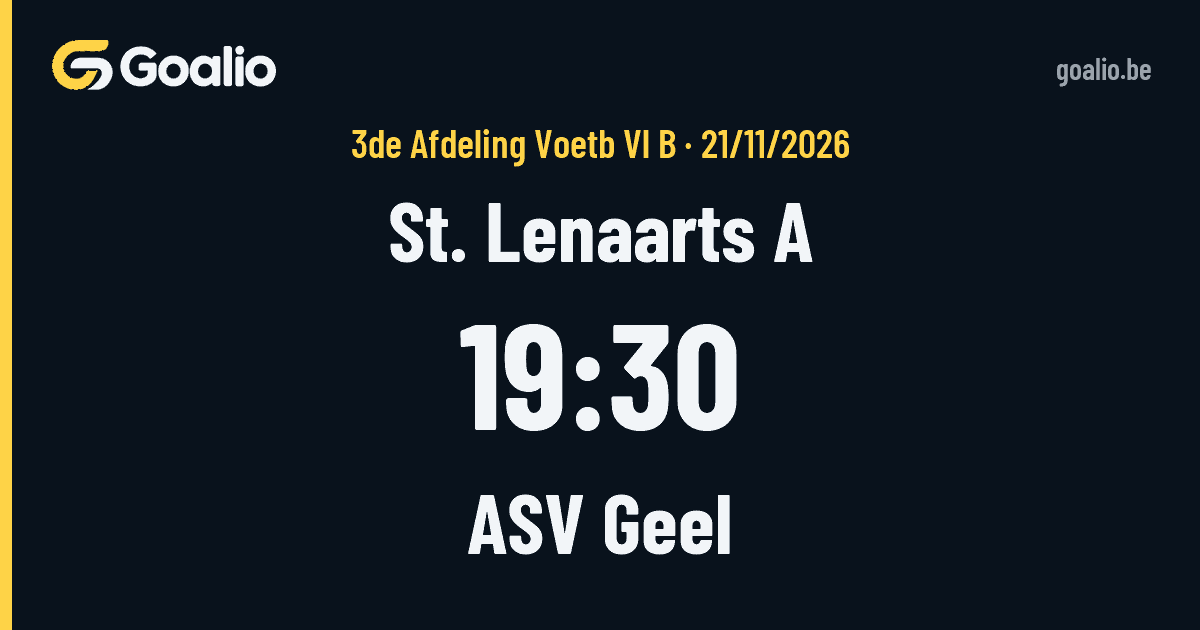 Goalio
goalio.be
3de Afdeling Voetb Vl B · 21/11/2026
St. Lenaarts A
19:30
ASV Geel